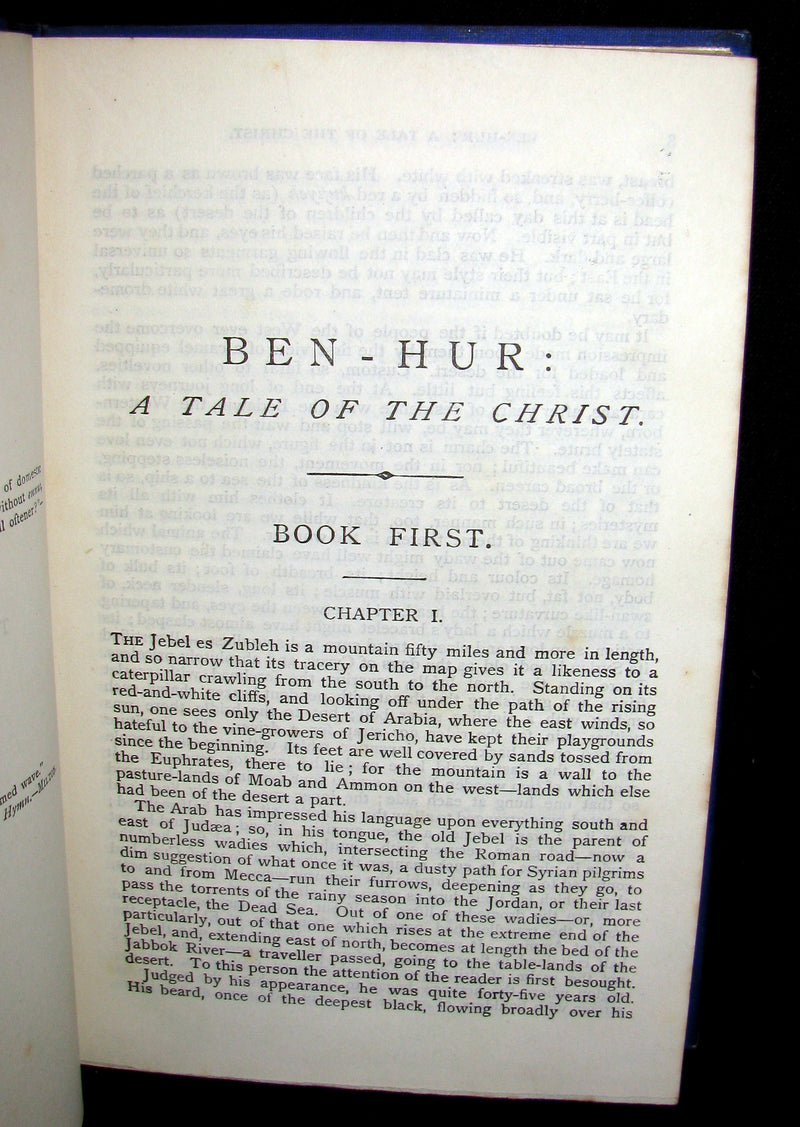 of domestic
ithout
l oftener?"—
med wave."
Hymn.—Milton
BEN-HUR:
A TALE OF THE CHRIST.
BOOK FIRST.
CHAPTER I.
THE Jebel es Zubleh is a mountain fifty miles and more in length,
and so narrow that its tracery on the map gives it a likeness to a
caterpillar crawling from the south to the north. Standing on its
red-and-white cliffs, and looking off under the path of the rising
sun, one sees only the Desert of Arabia, where the east winds, so
hateful to the vine-growers of Jericho, have kept their playgrounds
since the beginning. Its feet are well covered by sands tossed from
the Euphrates, there to lie; for the mountain is a wall to the
pasture-lands of Moab and Ammon on the west—lands which else
had been of the desert a part.
The Arab has impressed his language upon everything south and
east of Judæa; so, in his tongue, the old Jebel is the parent of
numberless wadies which, intersecting the Roman road—now a
dim suggestion of what once it was, a dusty path for Syrian pilgrims
to and from Mecca—run their furrows, deepening as they go, to
pass the torrents of the rainy season into the Jordan, or their last
receptacle, the Dead Sea. Out of one of these wadies—or, more
particularly, out of that one which rises at the extreme end of the
Jebel, and, extending east of north, becomes at length the bed of the
Jabbok River—a traveller passed, going to the table-lands of the
desert. To this person the attention of the reader is first besought.
Judged by his appearance, he was quite forty-five years old.
His beard, once of the deepest black, flowing broadly over his